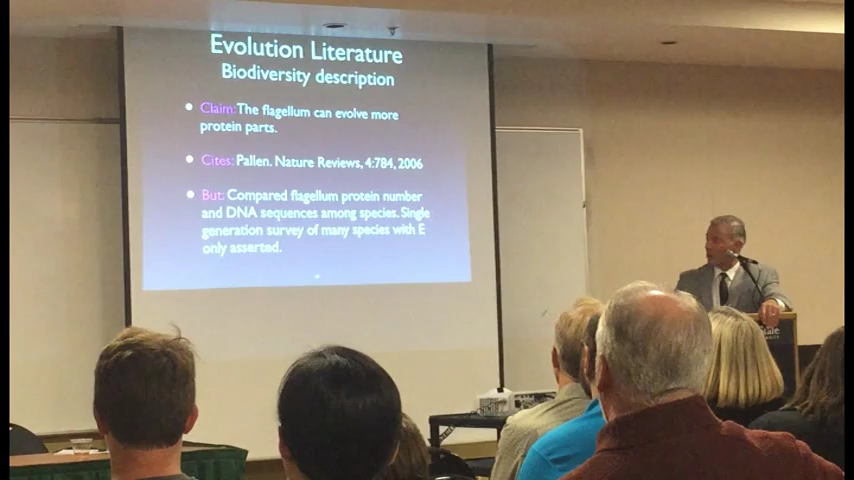 Evolution Literature
Biodiversity description
• Claim: The flagellum can evolve more
protein parts.
• Cites: Pallen. Nature Reviews, 4:784, 2006
• But: Compared flagellum protein number
and DNA sequences among species. Single
generation survey of many species with E
only asserted.